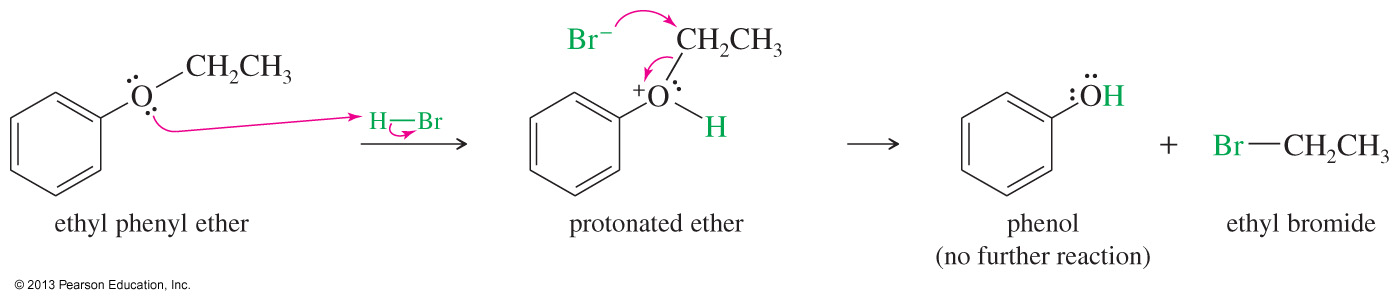 O
CH₂CH₃
H—Br
Br⁻
CH₂CH₃
+O
H
OH
+
Br—CH₂CH₃
ethyl phenyl ether
protonated ether
phenol
(no further reaction)
ethyl bromide
© 2013 Pearson Education, Inc.